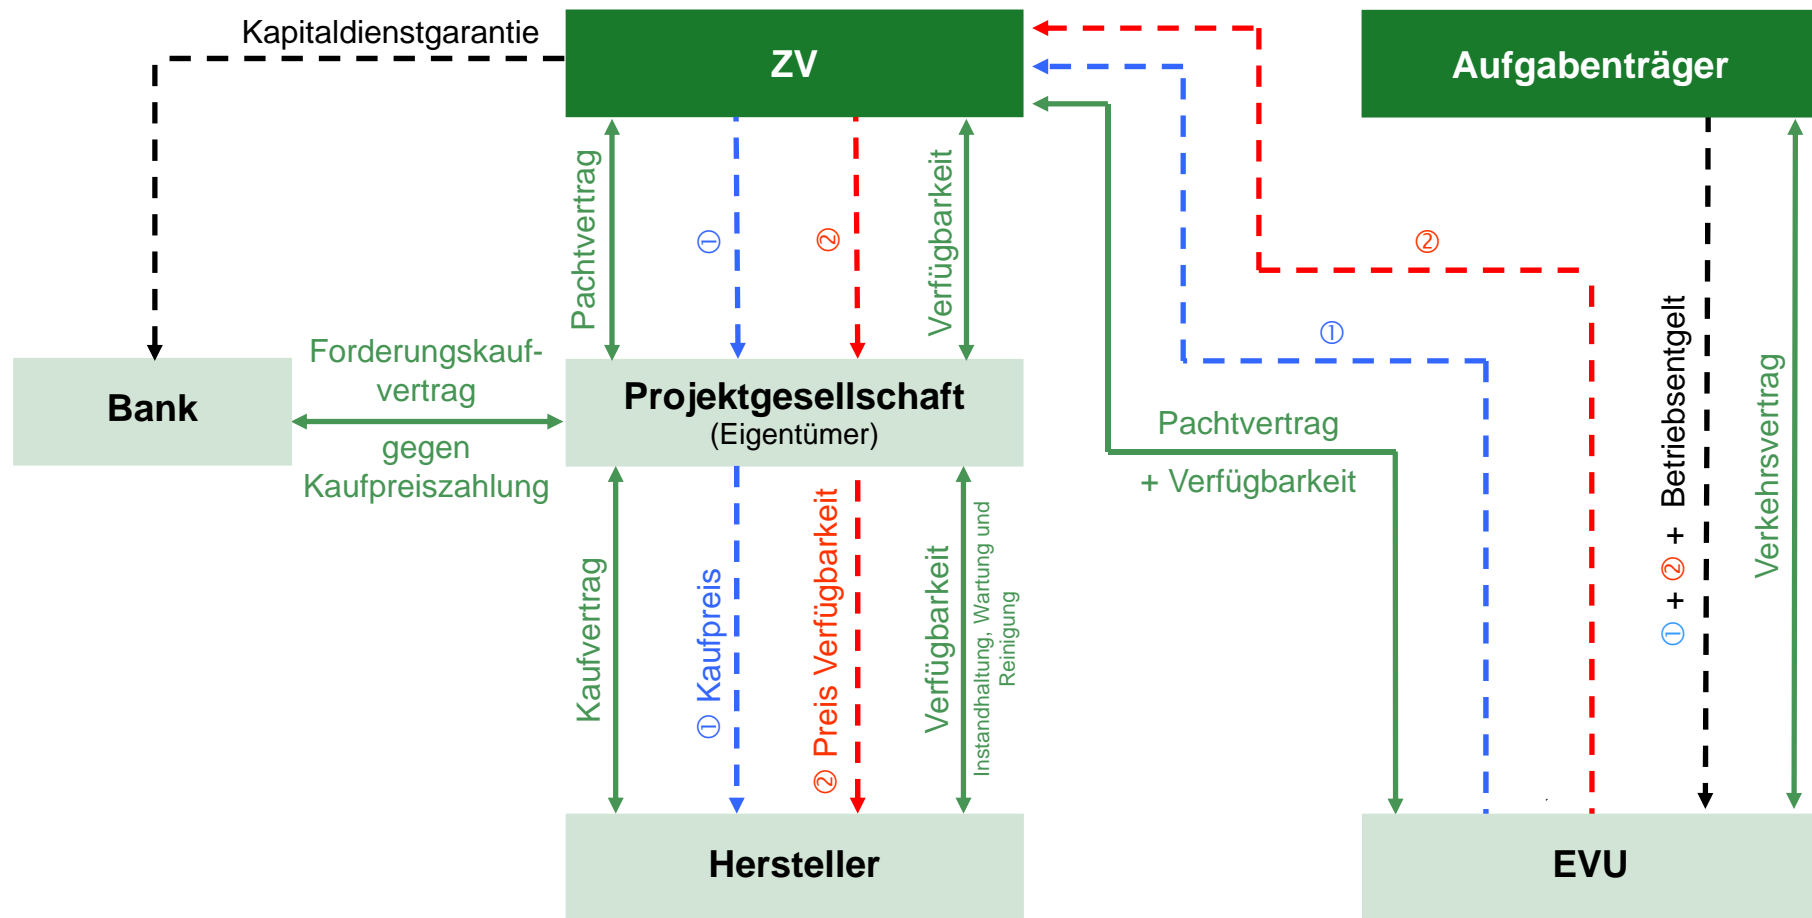 Kapitaldienstgarantie
ZV
Aufgabenträger
Pachtvertrag
①
②
Verfügbarkeit
②
①
Forderungskauf-
vertrag
gegen
Kaufpreiszahlung
Bank
Projektgesellschaft
(Eigentümer)
Pachtvertrag
+ Verfügbarkeit
① + ② + Betriebsentgelt
Verkehrsvertrag
Kaufvertrag
① Kaufpreis
② Preis Verfügbarkeit
Verfügbarkeit
Instandhaltung, Wartung und
Reinigung
Hersteller
EVU